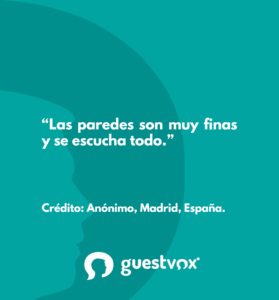 “Las paredes son muy finas
y se escucha todo.”
Crédito: Anónimo, Madrid, España.
guestvox